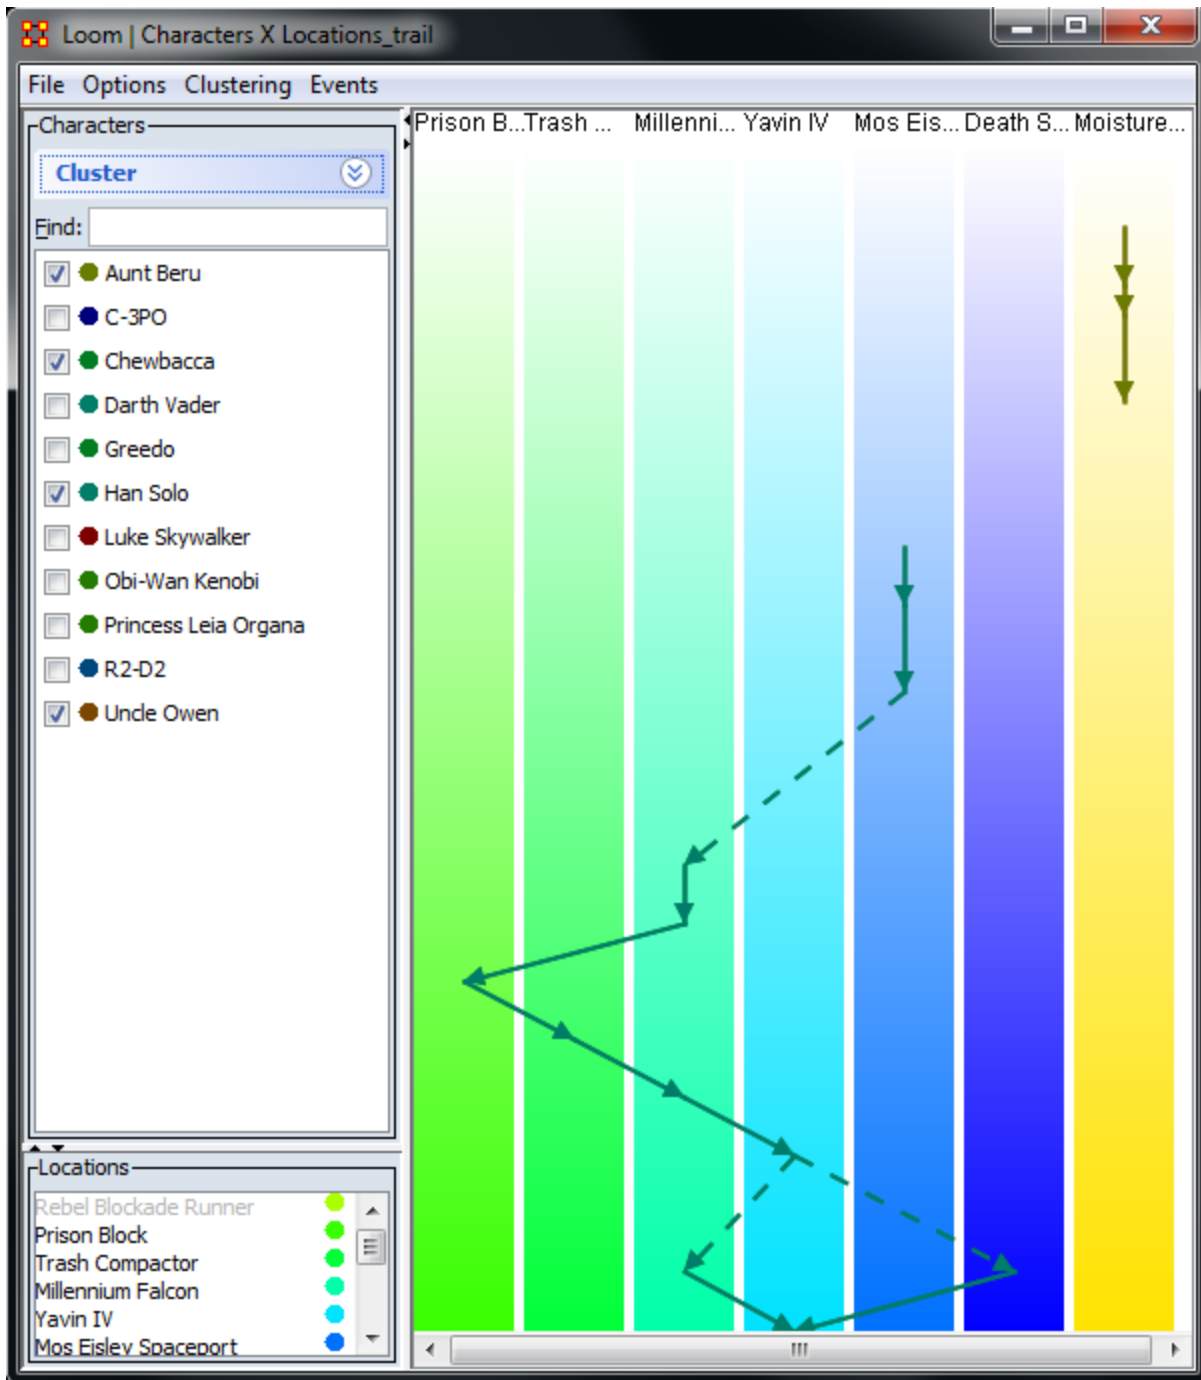 Loom | Characters X Locations_trail
File Options Clustering Events
Characters
Cluster
Find:
Aunt Beru
C-3PO
Chewbacca
Darth Vader
Greedo
Han Solo
Luke Skywalker
Obi-Wan Kenobi
Princess Leia Organa
R2-D2
Uncle Owen
Locations
Rebel Blockade Runner
Prison Block
Trash Compactor
Millennium Falcon
Yavin IV
Mos Eisley Spaceport
Prison B... Trash ... Millenni... Yavin IV Mos Eis... Death S... Moisture...